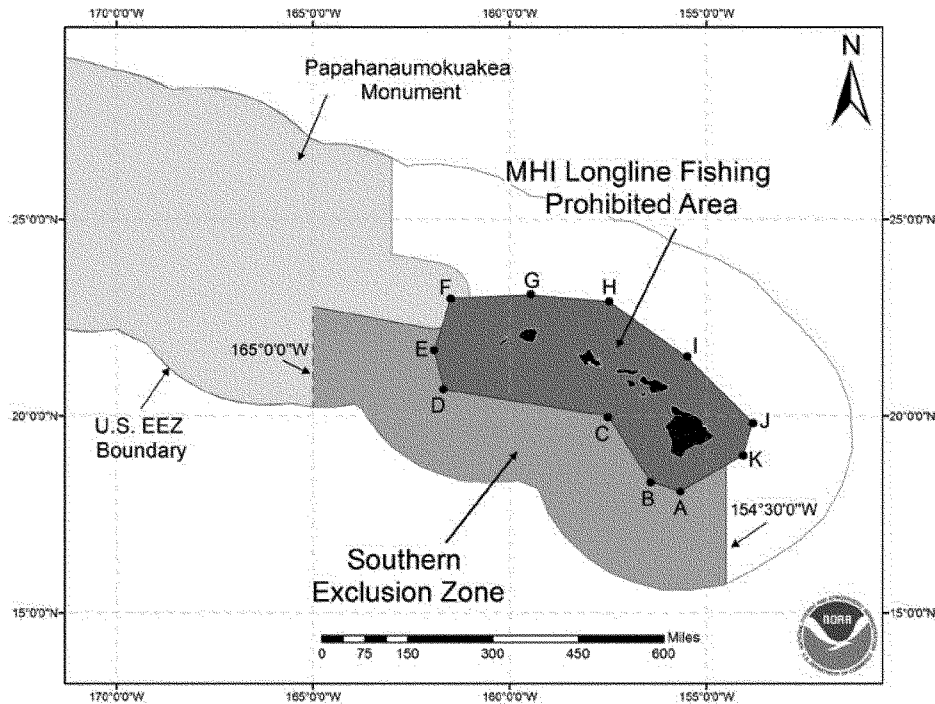 170°0'0"W 165°0'0"W 160°0'0"W 155°0'0"W
Papahanaumokuakea
Monument
N
MHI Longline Fishing
Prohibited Area
25°0'0"N 25°0'0"N
F G H
165°0'0"W
E I
D
20°0'0"N 20°0'0"N
U.S. EEZ
Boundary
C J
K
B A
154°30'0"W
Southern
Exclusion Zone
15°0'0"N 15°0'0"N
Miles
0 75 150 300 450 600
NOAA
170°0'0"W 165°0'0"W 160°0'0"W 155°0'0"W